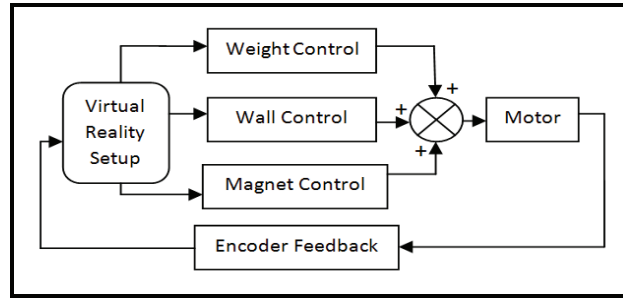 Weight Control
+
Virtual
Reality
Setup
Wall Control
+
Motor
+
Magnet Control
Encoder Feedback